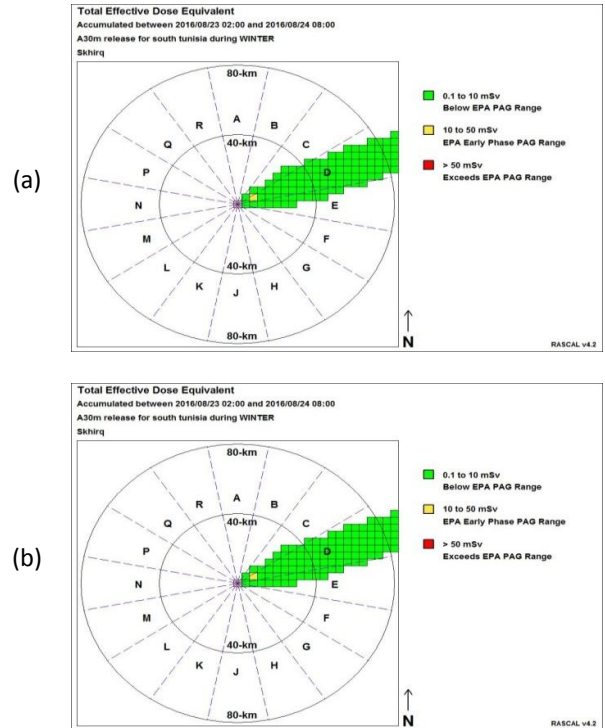 (a)
Total Effective Dose Equivalent
Accumulated between 2016/08/23 02:00 and 2016/08/24 08:00
A30m release for south tunisia during WINTER
Skhirq
80-km
A
R
B
Q
40-km
C
P
D
N
E
M
F
L
40-km
G
K
H
J
80-km
0.1 to 10 mSv
Below EPA PAG Range
10 to 50 mSv
EPA Early Phase PAG Range
> 50 mSv
Exceeds EPA PAG Range
N
RASCAL v4.2
(b)
Total Effective Dose Equivalent
Accumulated between 2016/08/23 02:00 and 2016/08/24 08:00
A30m release for south tunisia during WINTER
Skhirq
80-km
A
R
B
Q
40-km
C
P
D
N
E
M
F
L
40-km
G
K
H
J
80-km
0.1 to 10 mSv
Below EPA PAG Range
10 to 50 mSv
EPA Early Phase PAG Range
> 50 mSv
Exceeds EPA PAG Range
N
RASCAL v4.2